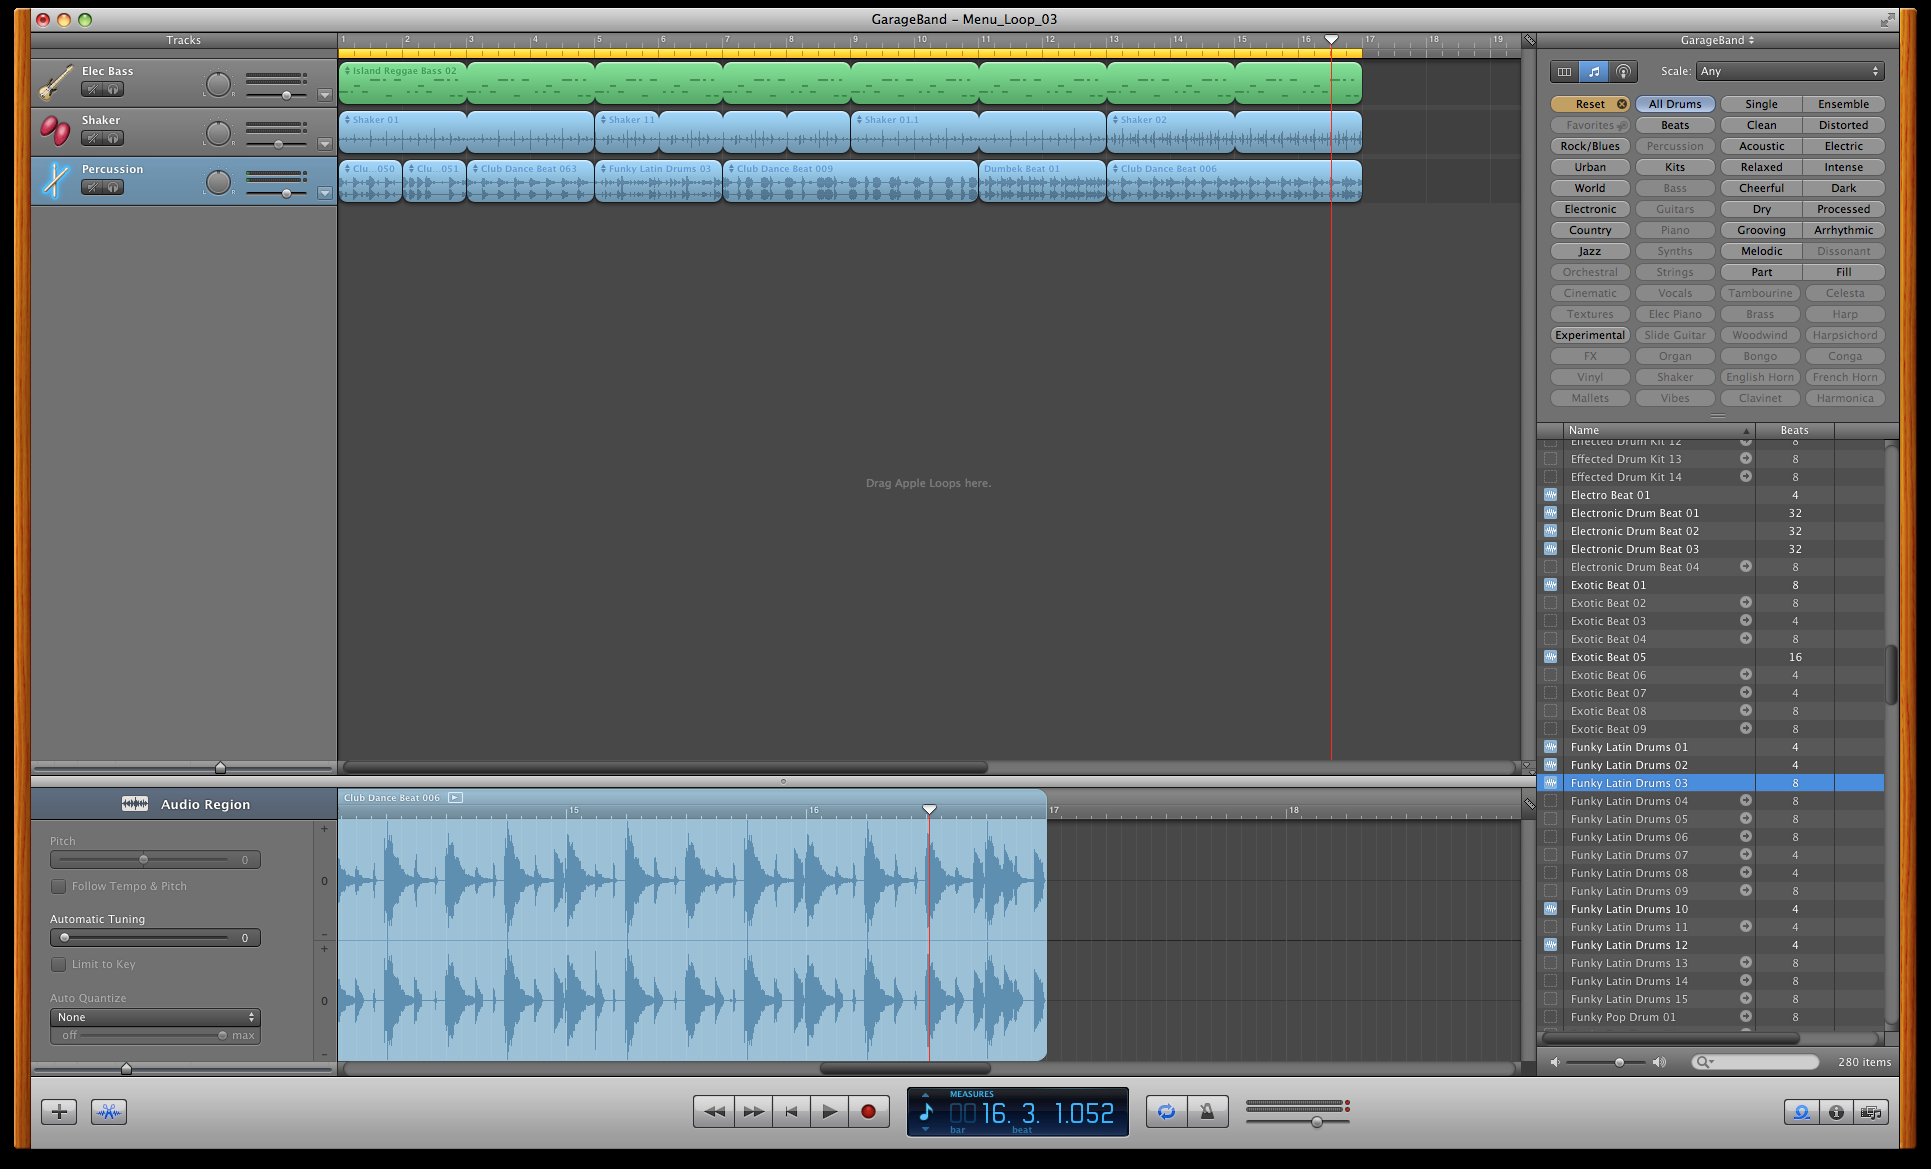 GarageBand – Menu_Loop_03
Tracks
1 2 3 4 5 6 7 8 9 10 11 12 13 14 15 16 17 18 19
Elec Bass
L R
Island Reggae Bass 02
Shaker
L R
Shaker 01 Shaker 11 Shaker 01.1 Shaker 02
Percussion
L R
Clu...050 Clu...051 Club Dance Beat 063 Funky Latin Drums 03 Club Dance Beat 009 Dumbek Beat 01 Club Dance Beat 006
Drag Apple Loops here.
GarageBand
Scale: Any
Reset All Drums Single Ensemble
Favorites Beats Clean Distorted
Rock/Blues Percussion Acoustic Electric
Urban Kits Relaxed Intense
World Bass Cheerful Dark
Electronic Guitars Dry Processed
Country Piano Grooving Arrhythmic
Jazz Synths Melodic Dissonant
Orchestral Strings Part Fill
Cinematic Vocals Tambourine Celesta
Textures Elec Piano Brass Harp
Experimental Slide Guitar Woodwind Harpsichord
FX Organ Bongo Conga
Vinyl Shaker English Horn French Horn
Mallets Vibes Clavinet Harmonica
Name Beats
Effected Drum Kit 12 8
Effected Drum Kit 13 8
Effected Drum Kit 14 8
Electro Beat 01 4
Electronic Drum Beat 01 32
Electronic Drum Beat 02 32
Electronic Drum Beat 03 32
Electronic Drum Beat 04 8
Exotic Beat 01 8
Exotic Beat 02 8
Exotic Beat 03 4
Exotic Beat 04 8
Exotic Beat 05 16
Exotic Beat 06 4
Exotic Beat 07 4
Exotic Beat 08 8
Exotic Beat 09 8
Funky Latin Drums 01 4
Funky Latin Drums 02 4
Funky Latin Drums 03 8
Funky Latin Drums 04 8
Funky Latin Drums 05 8
Funky Latin Drums 06 8
Funky Latin Drums 07 4
Funky Latin Drums 08 4
Funky Latin Drums 09 8
Funky Latin Drums 10 4
Funky Latin Drums 11 4
Funky Latin Drums 12 4
Funky Latin Drums 13 8
Funky Latin Drums 14 8
Funky Latin Drums 15 8
Funky Pop Drum 01 8
280 items
Audio Region
Club Dance Beat 006
15 16 17 18
Pitch
0
Follow Tempo & Pitch
Automatic Tuning
0
Limit to Key
Auto Quantize
None
off max
+
0
-
+
0
-
MEASURES
0016. 3. 1.052
bar beat